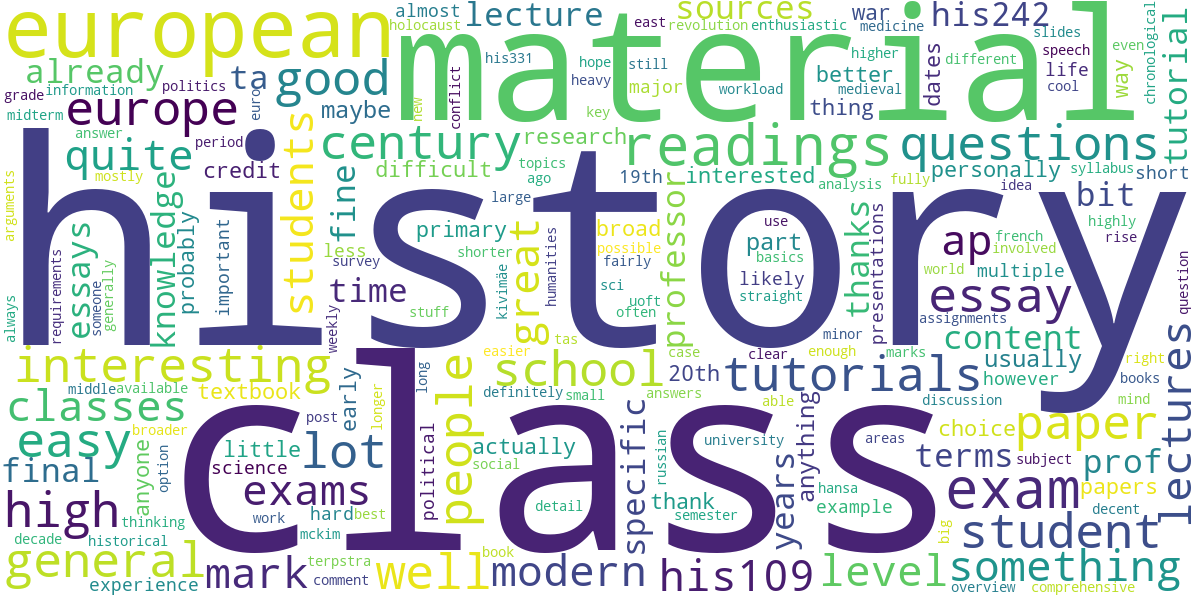 european
holocaust
almost
lecture
sources
war
his242
east
revolution
enthusiastic
medicine
chronological
already
information
politics
ta
good
material
his331
hope
still
higher
different
slides
speech
even
grade
europe
euro
maybe
new
conflict
heavy
key
major
workload
better
medieval
thing
dates
life
cool
way
tutorial
midterm
answer
period
century
research
readings
questions
quite
mostly
credit
students
fine
difficult
topics
ago
19th
interested
personally
syllabus
short
arguments
knowledge
probably
important
history
large
professor
analysis
fully
idea
bit
highly
essays
less
primary
shorter
great
broad
possible
fairly
use
part
basics
likely
straight
thanks
presentations
ap
french
involved
rise
world
multiple
question
always
requirements
someone
generally
survey
time
weekly
stuff
kivimäe
humanities
sci
uoft
often
tas
minor
essay
assignments
content
interesting
people
easier
school
case
clear
enough
marks
usually
right
middle
available
textbook
early
longer
long
definitely
small
answers
20th
tutorials
however
books
classes
broader
post
class
able
discussion
mind
lectures
easy
anyone
option
little
science
lot
political
actually
social
specific
russian
university
years
anything
areas
choice
terms
subject
paper
prof
final
high
thinking
work
exams
hard
best
detail
thank
semester
hansa
example
exam
papers
decent
decade
historical
mckim
big
student
general
experience
mark
terpstra
comment
well
book
modern
his109
level
something
overview
comprehensive